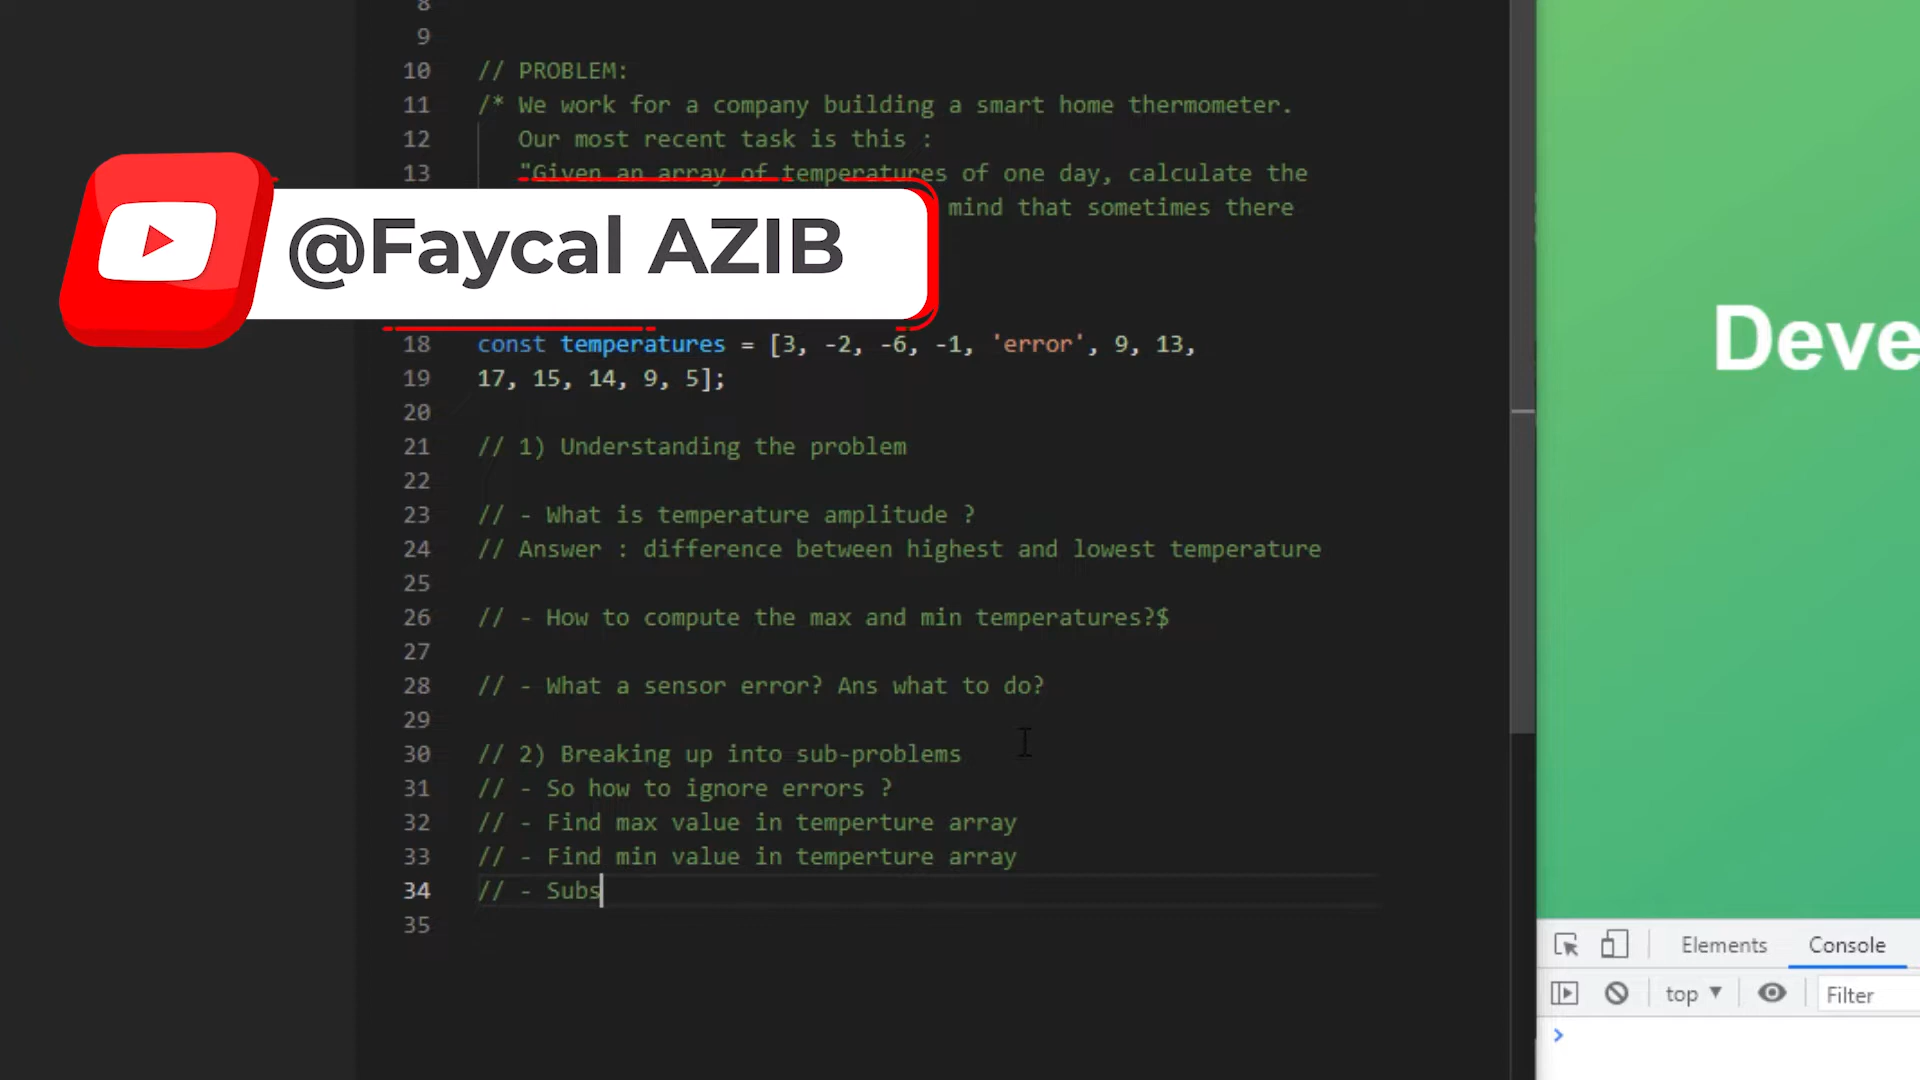 8
9
10 // PROBLEM:
11 /* We work for a company building a smart home thermometer.
12 Our most recent task is this :
13 "Given an array of temperatures of one day, calculate the
mind that sometimes there
@Faycal AZIB
18 const temperatures = [3, -2, -6, -1, 'error', 9, 13,
19 17, 15, 14, 9, 5];
20
21 // 1) Understanding the problem
22
23 // - What is temperature amplitude ?
24 // Answer : difference between highest and lowest temperature
25
26 // - How to compute the max and min temperatures?$
27
28 // - What a sensor error? Ans what to do?
29
30 // 2) Breaking up into sub-problems
31 // - So how to ignore errors ?
32 // - Find max value in temperture array
33 // - Find min value in temperture array
34 // - Subs
35
Deve
Elements Console
top Filter